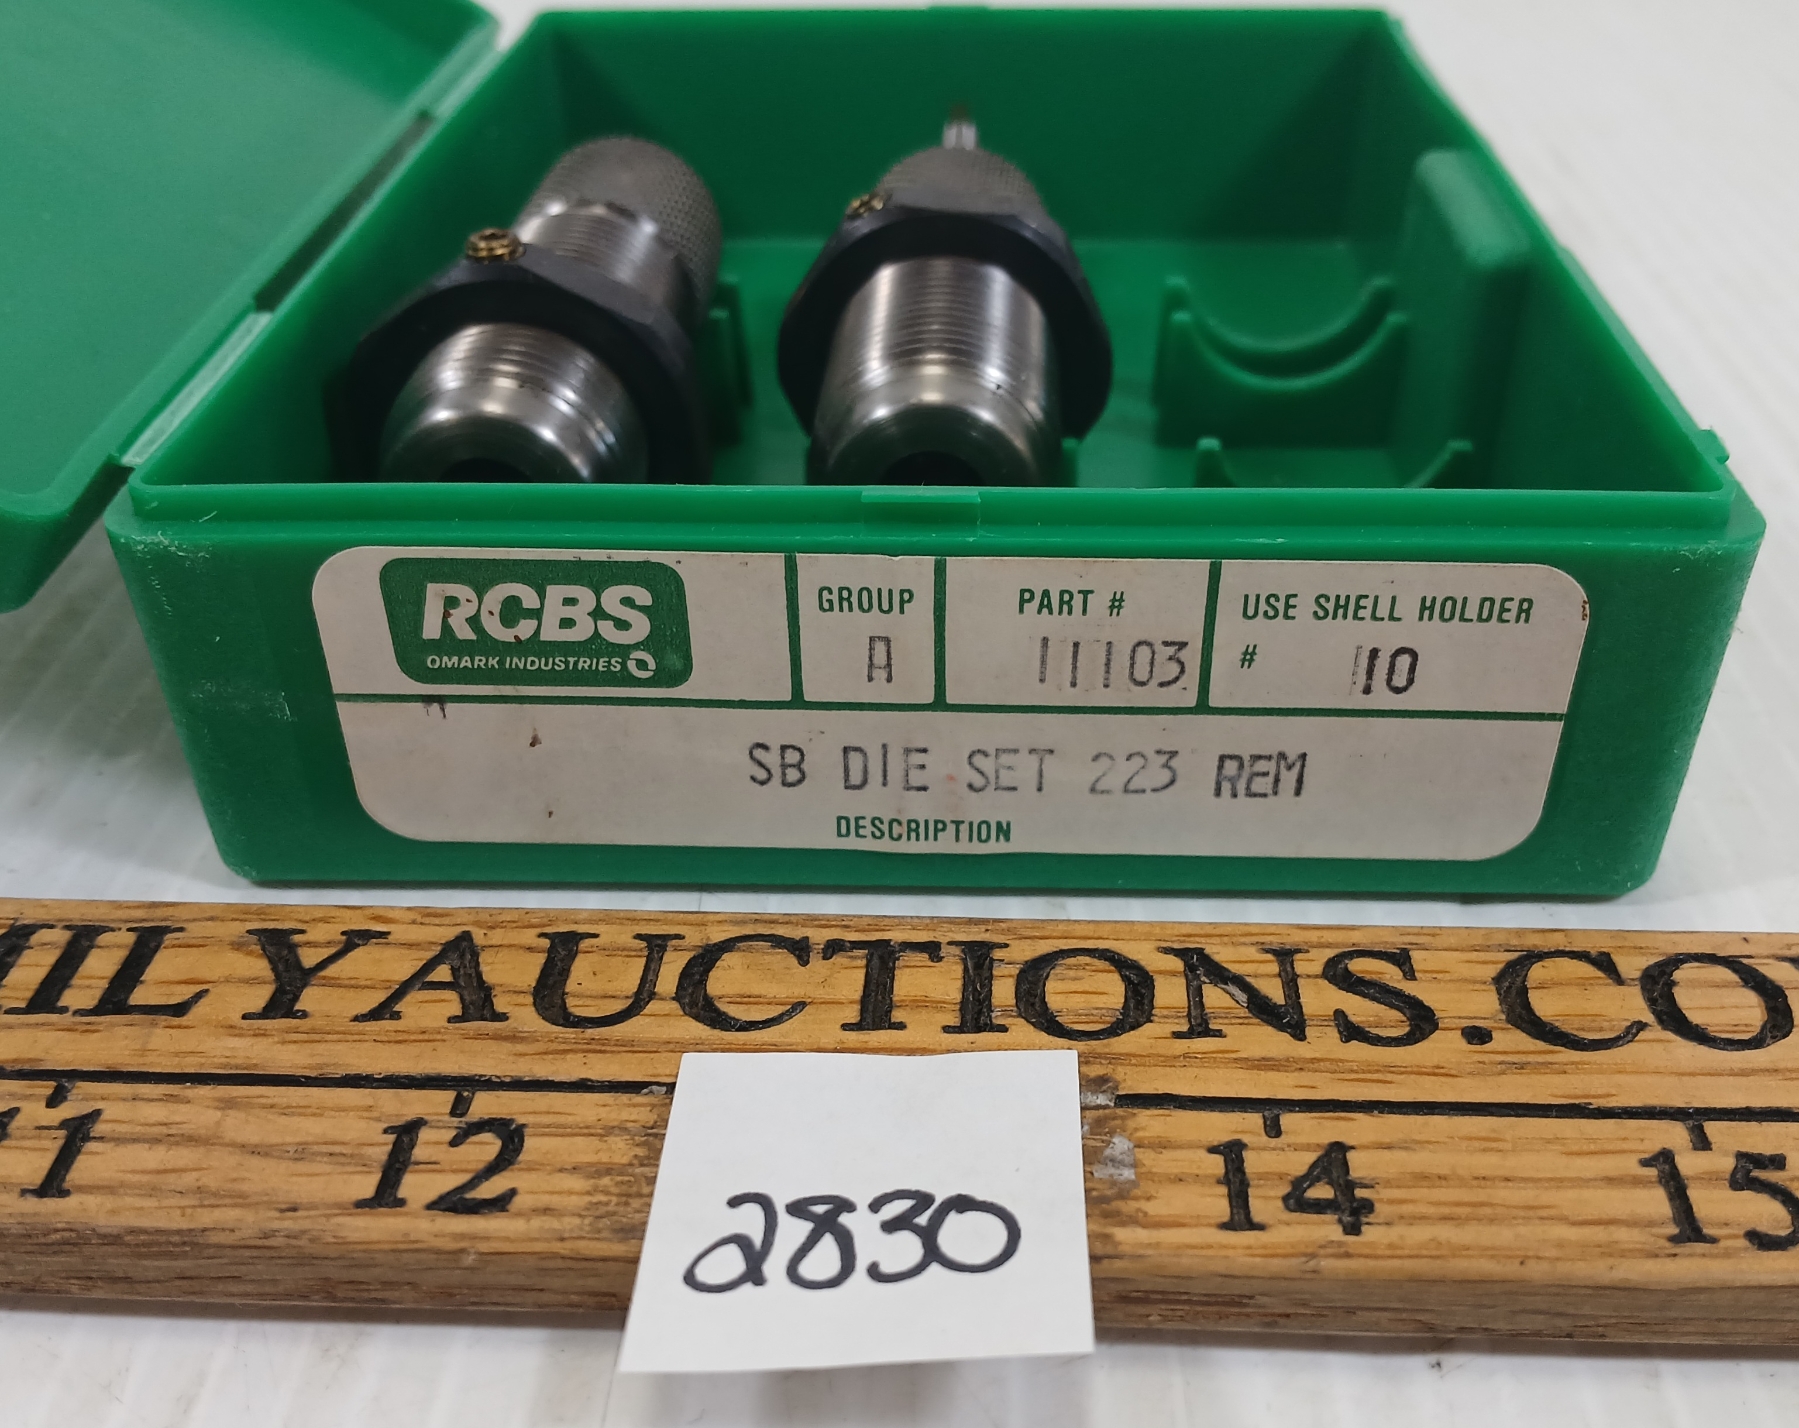 RCBS
OMARK INDUSTRIES
GROUP
A
PART #
11103
USE SHELL HOLDER
# 10
SB DIE SET 223 REM
DESCRIPTION
ILYAUCTIONS.CO
11 12 14 15
2830